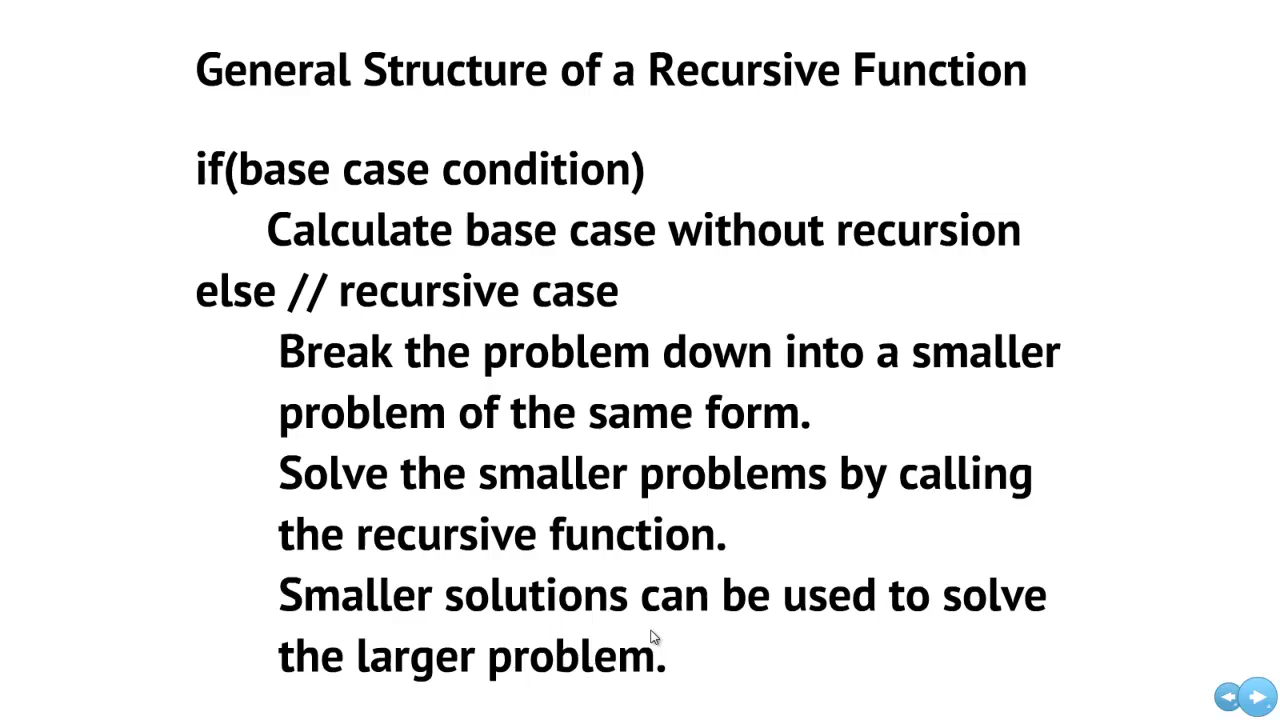 General Structure of a Recursive Function
if(base case condition)
Calculate base case without recursion
else // recursive case
Break the problem down into a smaller
problem of the same form.
Solve the smaller problems by calling
the recursive function.
Smaller solutions can be used to solve
the larger problem.